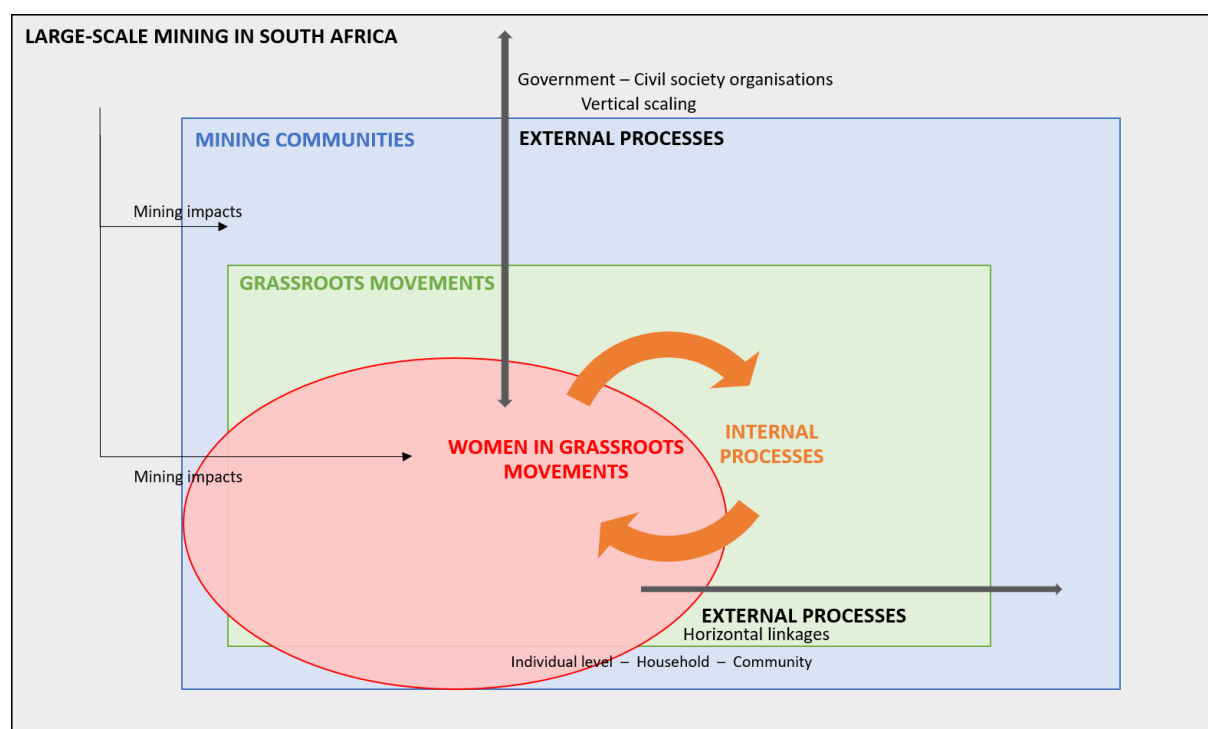 LARGE-SCALE MINING IN SOUTH AFRICA
Government – Civil society organisations
Vertical scaling
MINING COMMUNITIES
EXTERNAL PROCESSES
Mining impacts
GRASSROOTS MOVEMENTS
WOMEN IN GRASSROOTS
MOVEMENTS
INTERNAL
PROCESSES
Mining impacts
EXTERNAL PROCESSES
Horizontal linkages
Individual level – Household – Community